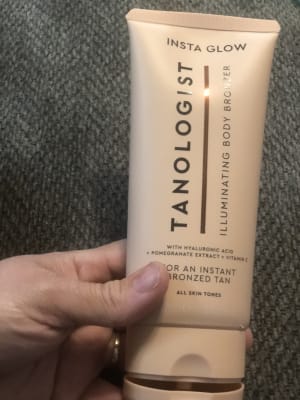 INSTA GLOW
TANOLOGIST
ILLUMINATING BODY BRONZER
WITH HYALURONIC ACID
+ POMEGRANATE EXTRACT + VITAMIN E
FOR AN INSTANT
BRONZED TAN
ALL SKIN TONES